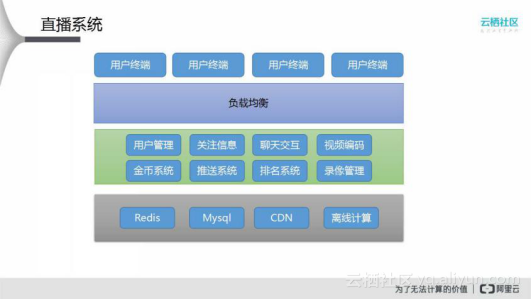 直播系统
云栖社区
用户终端 用户终端 用户终端 用户终端
负载均衡
用户管理 关注信息 聊天交互 视频编码
金币系统 推送系统 排名系统 录像管理
Redis Mysql CDN 离线计算
云栖社区 yq.aliyun.com
为了无法计算的价值 | 阿里云